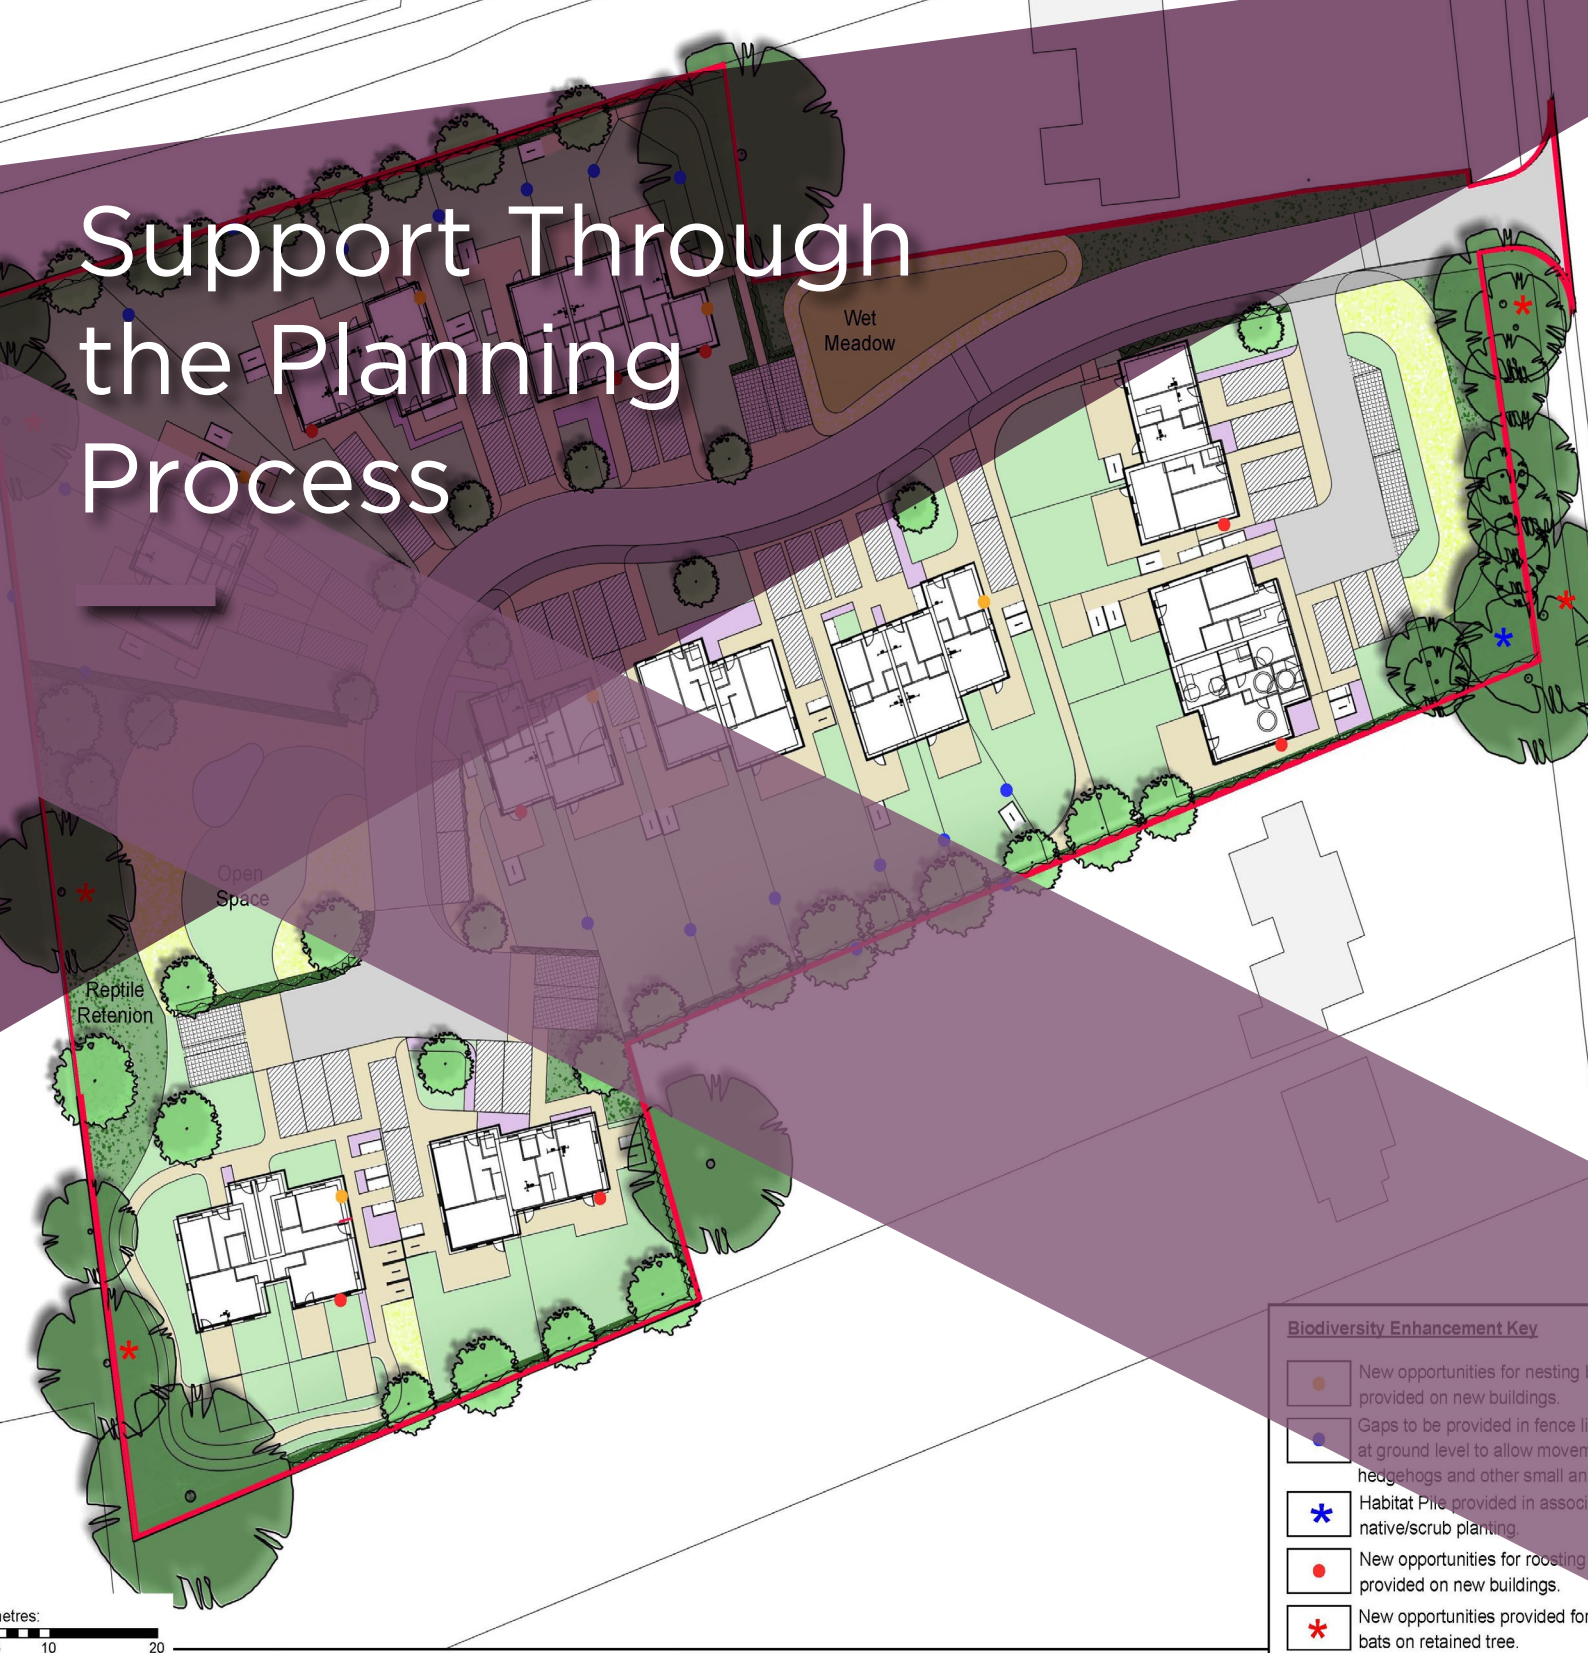 Support Through
the Planning
Process
Wet
Meadow
Open
Space
Reptile
Retenion
Biodiversity Enhancement Key
New opportunities for nesting
provided on new buildings.
Gaps to be provided in fence
at ground level to allow
hedgehogs and other small
Habitat Pile provided in
native/scrub planting.
New opportunities for roosting
provided on new buildings.
New opportunities provided for
bats on retained tree.
etres:
10
20